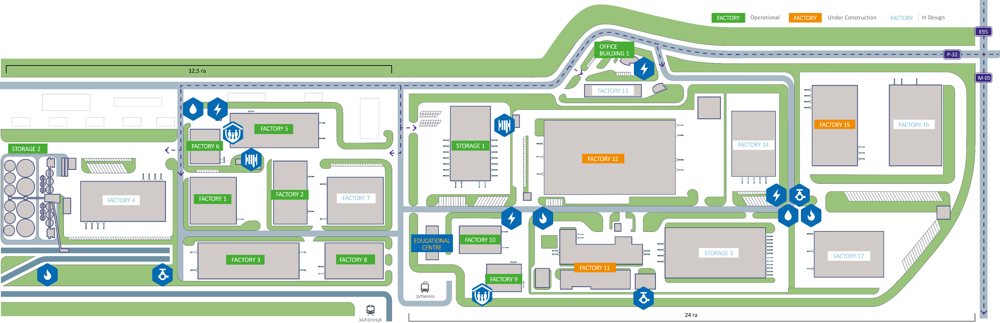 FACTORY Operational FACTORY Under Construction FACTORY In Design
E95
OFFICE
BUILDING 1
P-32
12,5 га
M-05
FACTORY 13
FACTORY 5
FACTORY 15
FACTORY 16
FACTORY 6
STORAGE 1
FACTORY 14
STORAGE 2
FACTORY 12
FACTORY 2
FACTORY 1
FACTORY 7
FACTORY 4
EDUCATIONAL
CENTRE
FACTORY 10
STORAGE 3
FACTORY 17
FACTORY 3
FACTORY 8
FACTORY 11
FACTORY 9
ЗУПИНКА
24 га
ЗАЛІЗНИЦЯ